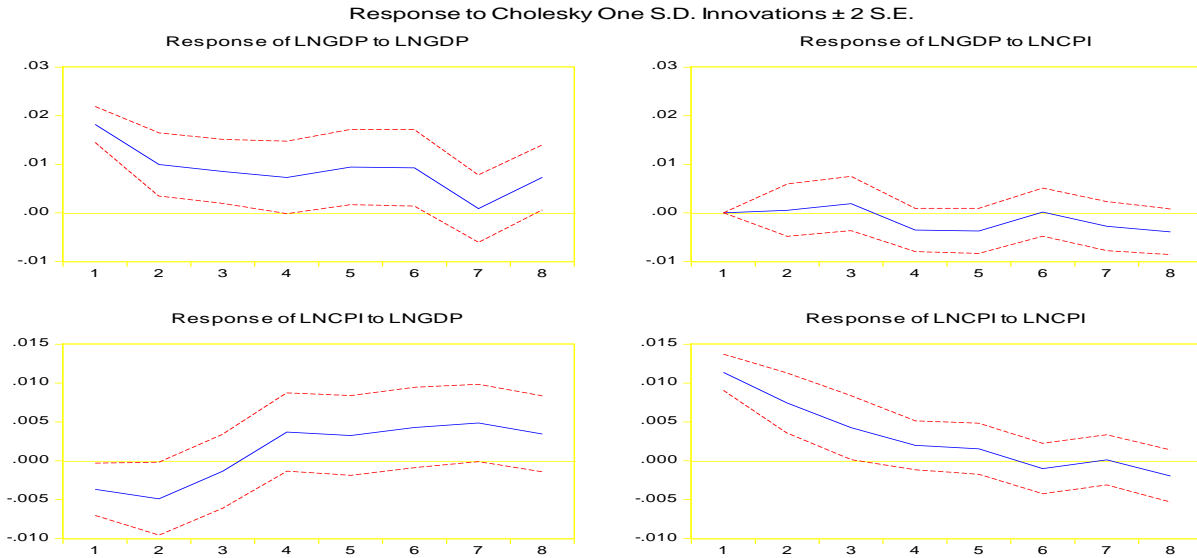 Response to Cholesky One S.D. Innovations ± 2 S.E.
Response of LNGDP to LNGDP
.03
.02
.01
.00
-.01
1 2 3 4 5 6 7 8
Response of LNGDP to LNCPI
.03
.02
.01
.00
-.01
1 2 3 4 5 6 7 8
Response of LNCPI to LNGDP
.015
.010
.005
.000
-.005
-.010
1 2 3 4 5 6 7 8
Response of LNCPI to LNCPI
.015
.010
.005
.000
-.005
-.010
1 2 3 4 5 6 7 8